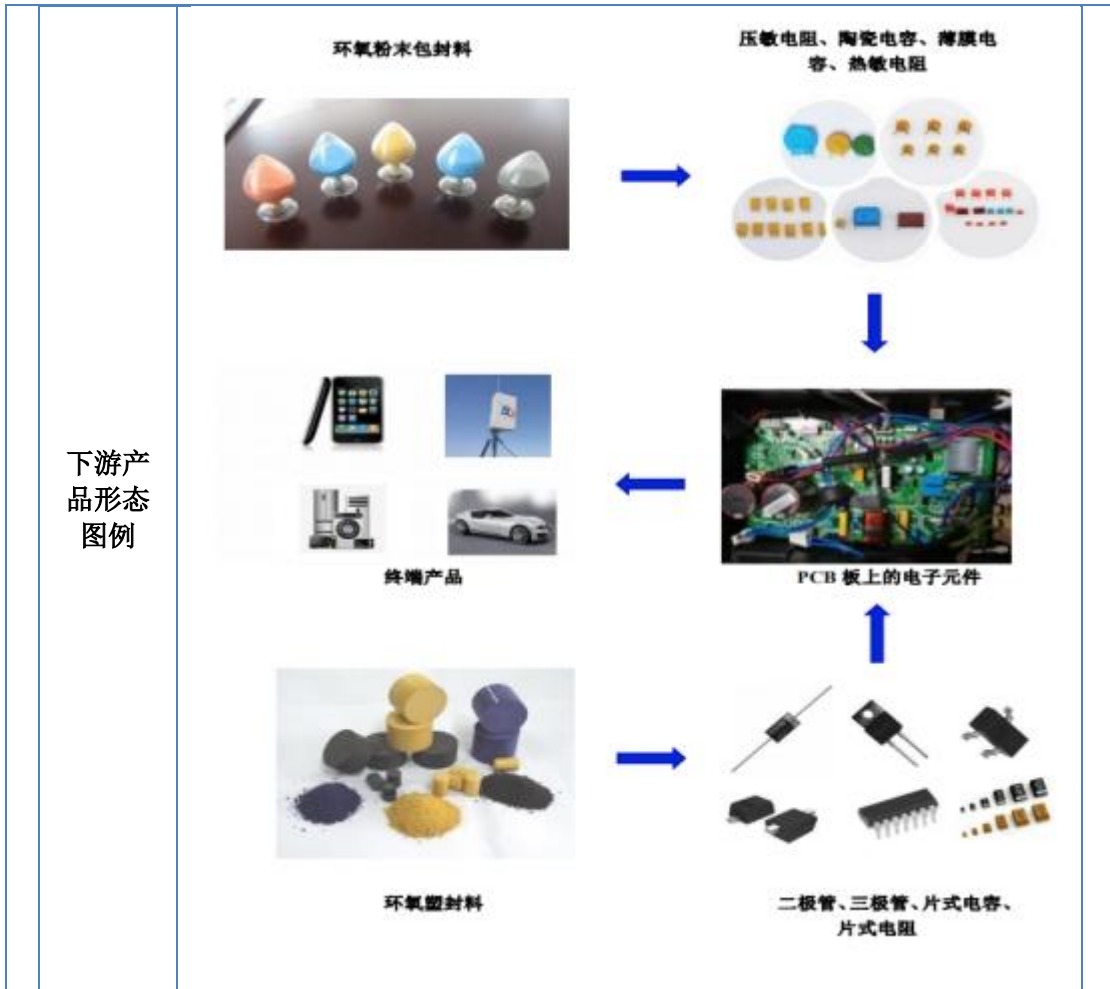 环氧粉末包封料
压敏电阻、陶瓷电容、薄膜电
容、热敏电阻
下游产
品形态
图例
终端产品
PCB 板上的电子元件
环氧塑封料
二极管、三极管、片式电容、
片式电阻